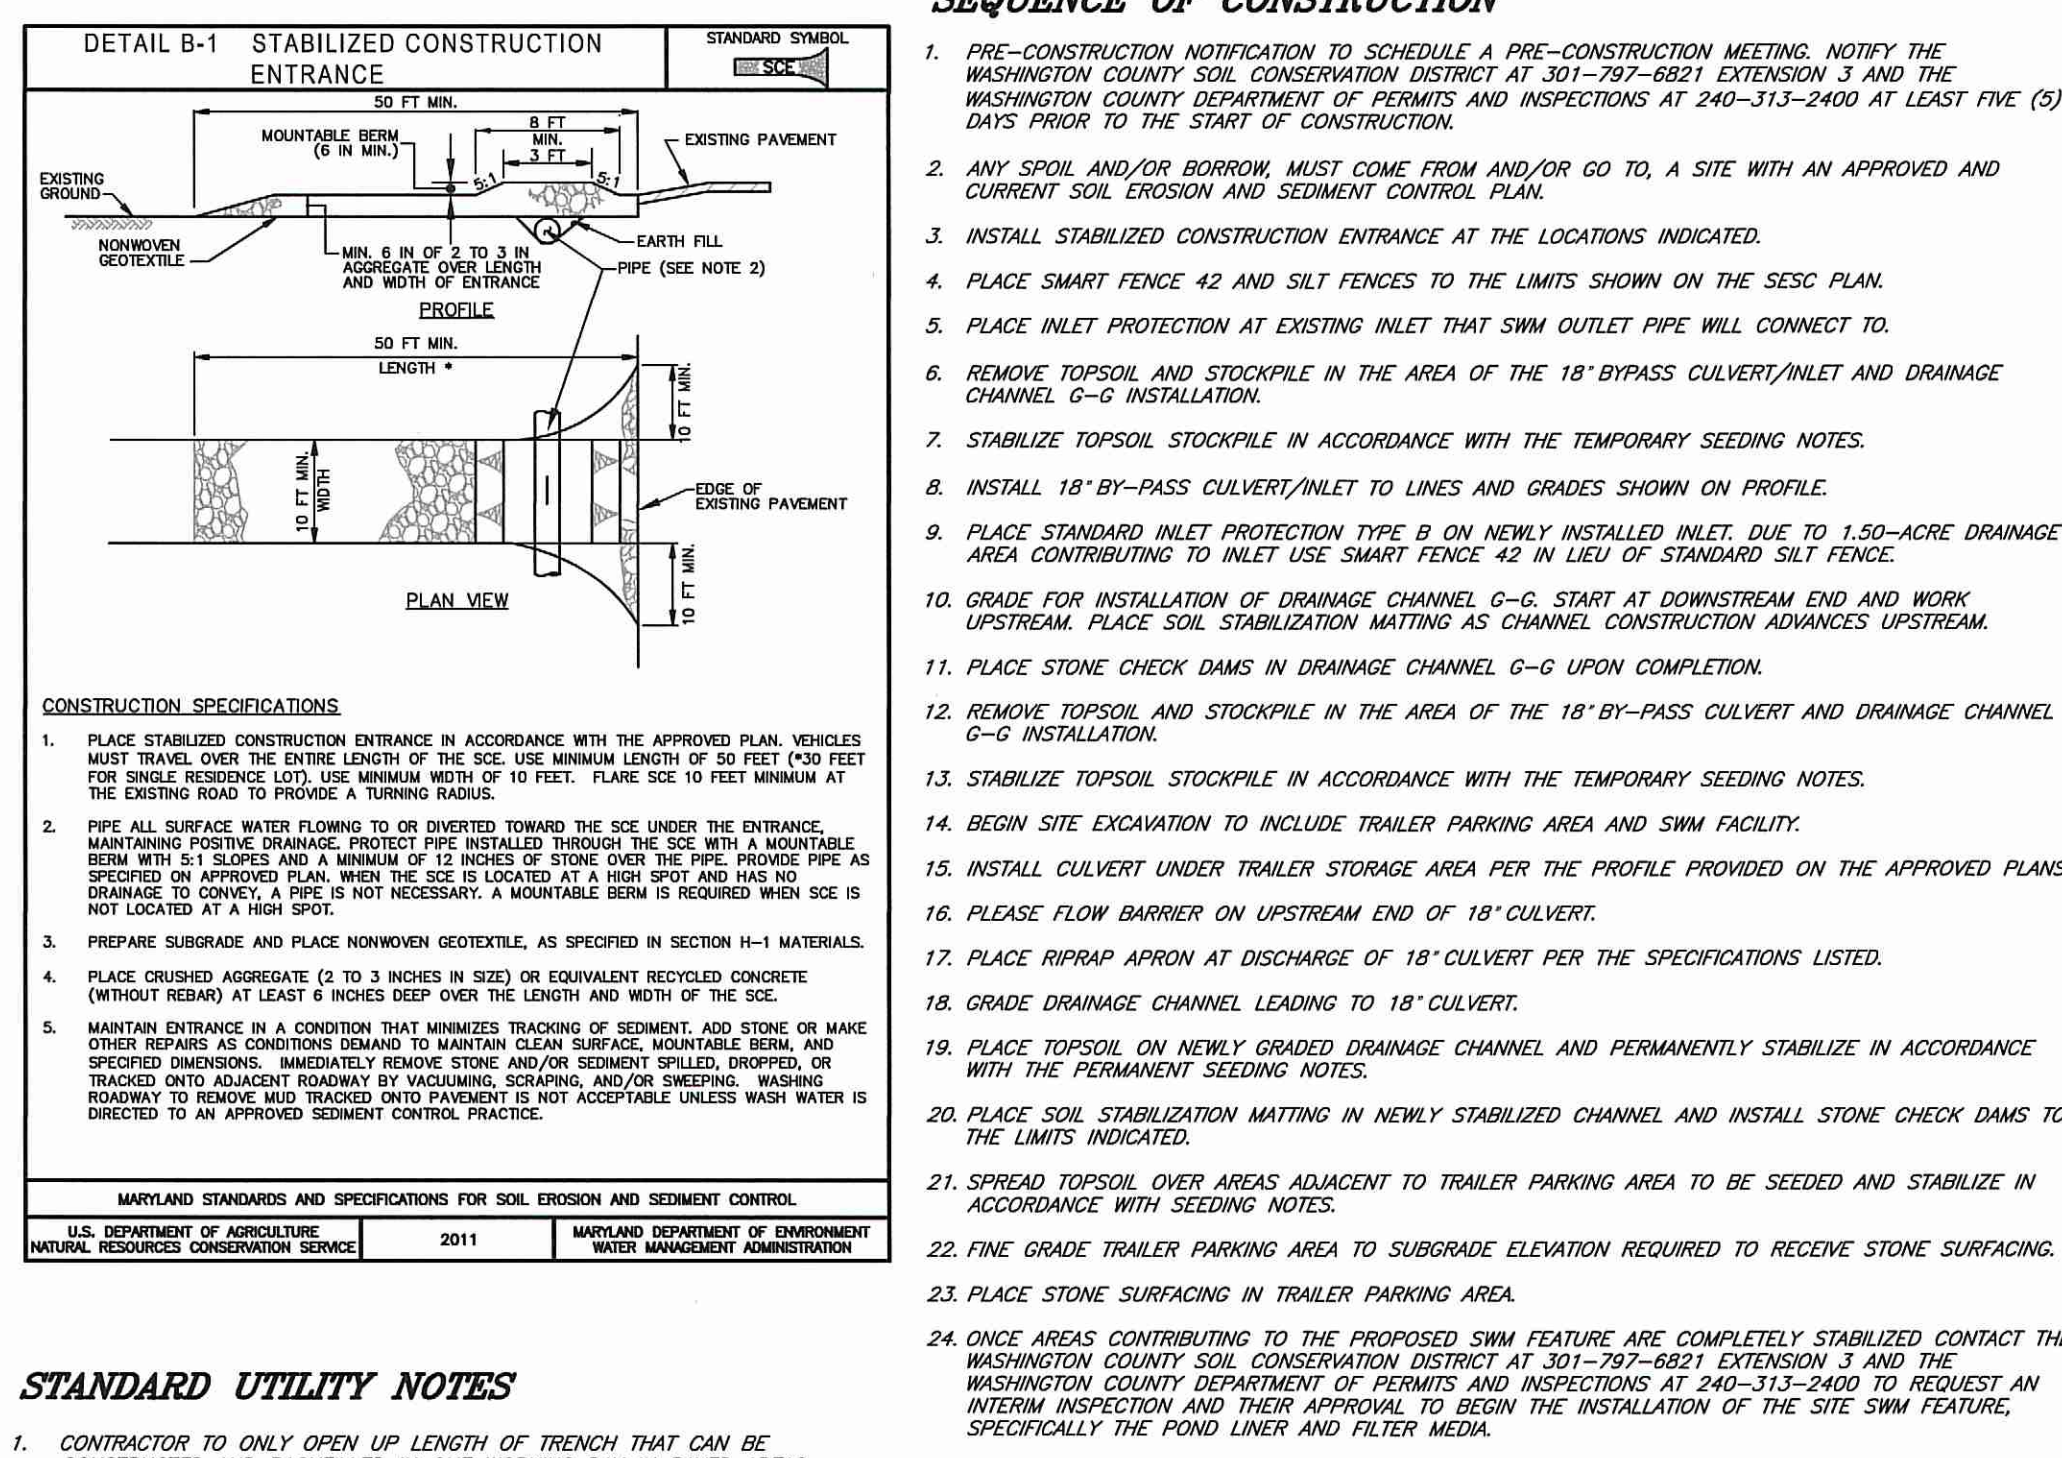 DETAIL B-1 STABILIZED CONSTRUCTION
ENTRANCE
STANDARD SYMBOL
SCE
50 FT MIN.
MOUNTABLE BERM
(6 IN MIN.)
8 FT
MIN.
3 FT
5:1
5:1
EXISTING PAVEMENT
EXISTING
GROUND
NONWOVEN
GEOTEXTILE
MIN. 6 IN OF 2 TO 3 IN
AGGREGATE OVER LENGTH
AND WIDTH OF ENTRANCE
EARTH FILL
PIPE (SEE NOTE 2)
PROFILE
50 FT MIN.
LENGTH *
10 FT MIN.
10 FT MIN.
WIDTH
EDGE OF
EXISTING PAVEMENT
10 FT MIN.
PLAN VIEW
CONSTRUCTION SPECIFICATIONS
1. PLACE STABILIZED CONSTRUCTION ENTRANCE IN ACCORDANCE WITH THE APPROVED PLAN. VEHICLES
MUST TRAVEL OVER THE ENTIRE LENGTH OF THE SCE. USE MINIMUM LENGTH OF 50 FEET (*30 FEET
FOR SINGLE RESIDENCE LOT). USE MINIMUM WIDTH OF 10 FEET. FLARE SCE 10 FEET MINIMUM AT
THE EXISTING ROAD TO PROVIDE A TURNING RADIUS.
2. PIPE ALL SURFACE WATER FLOWING TO OR DIVERTED TOWARD THE SCE UNDER THE ENTRANCE,
MAINTAINING POSITIVE DRAINAGE. PROTECT PIPE INSTALLED THROUGH THE SCE WITH A MOUNTABLE
BERM WITH 5:1 SLOPES AND A MINIMUM OF 12 INCHES OF STONE OVER THE PIPE. PROVIDE PIPE AS
SPECIFIED ON APPROVED PLAN. WHEN THE SCE IS LOCATED AT A HIGH SPOT AND HAS NO
DRAINAGE TO CONVEY, A PIPE IS NOT NECESSARY. A MOUNTABLE BERM IS REQUIRED WHEN SCE IS
NOT LOCATED AT A HIGH SPOT.
3. PREPARE SUBGRADE AND PLACE NONWOVEN GEOTEXTILE, AS SPECIFIED IN SECTION H-1 MATERIALS.
4. PLACE CRUSHED AGGREGATE (2 TO 3 INCHES IN SIZE) OR EQUIVALENT RECYCLED CONCRETE
(WITHOUT REBAR) AT LEAST 6 INCHES DEEP OVER THE LENGTH AND WIDTH OF THE SCE.
5. MAINTAIN ENTRANCE IN A CONDITION THAT MINIMIZES TRACKING OF SEDIMENT. ADD STONE OR MAKE
OTHER REPAIRS AS CONDITIONS DEMAND TO MAINTAIN CLEAN SURFACE, MOUNTABLE BERM, AND
SPECIFIED DIMENSIONS. IMMEDIATELY REMOVE STONE AND/OR SEDIMENT SPILLED, DROPPED, OR
TRACKED ONTO ADJACENT ROADWAY BY VACUUMING, SCRAPING, AND/OR SWEEPING. WASHING
ROADWAY TO REMOVE MUD TRACKED ONTO PAVEMENT IS NOT ACCEPTABLE UNLESS WASH WATER IS
DIRECTED TO AN APPROVED SEDIMENT CONTROL PRACTICE.
MARYLAND STANDARDS AND SPECIFICATIONS FOR SOIL EROSION AND SEDIMENT CONTROL
U.S. DEPARTMENT OF AGRICULTURE
NATURAL RESOURCES CONSERVATION SERVICE
2011
MARYLAND DEPARTMENT OF ENVIRONMENT
WATER MANAGEMENT ADMINISTRATION
STANDARD UTILITY NOTES
1. CONTRACTOR TO ONLY OPEN UP LENGTH OF TRENCH THAT CAN BE
SEQUENCE OF CONSTRUCTION
1. PRE-CONSTRUCTION NOTIFICATION TO SCHEDULE A PRE-CONSTRUCTION MEETING. NOTIFY THE
WASHINGTON COUNTY SOIL CONSERVATION DISTRICT AT 301-797-6821 EXTENSION 3 AND THE
WASHINGTON COUNTY DEPARTMENT OF PERMITS AND INSPECTIONS AT 240-313-2400 AT LEAST FIVE (5)
DAYS PRIOR TO THE START OF CONSTRUCTION.
2. ANY SPOIL AND/OR BORROW, MUST COME FROM AND/OR GO TO, A SITE WITH AN APPROVED AND
CURRENT SOIL EROSION AND SEDIMENT CONTROL PLAN.
3. INSTALL STABILIZED CONSTRUCTION ENTRANCE AT THE LOCATIONS INDICATED.
4. PLACE SMART FENCE 42 AND SILT FENCES TO THE LIMITS SHOWN ON THE SESC PLAN.
5. PLACE INLET PROTECTION AT EXISTING INLET THAT SWM OUTLET PIPE WILL CONNECT TO.
6. REMOVE TOPSOIL AND STOCKPILE IN THE AREA OF THE 18" BYPASS CULVERT/INLET AND DRAINAGE
CHANNEL G-G INSTALLATION.
7. STABILIZE TOPSOIL STOCKPILE IN ACCORDANCE WITH THE TEMPORARY SEEDING NOTES.
8. INSTALL 18" BY-PASS CULVERT/INLET TO LINES AND GRADES SHOWN ON PROFILE.
9. PLACE STANDARD INLET PROTECTION TYPE B ON NEWLY INSTALLED INLET. DUE TO 1.50-ACRE DRAINAGE
AREA CONTRIBUTING TO INLET USE SMART FENCE 42 IN LIEU OF STANDARD SILT FENCE.
10. GRADE FOR INSTALLATION OF DRAINAGE CHANNEL G-G. START AT DOWNSTREAM END AND WORK
UPSTREAM. PLACE SOIL STABILIZATION MATTING AS CHANNEL CONSTRUCTION ADVANCES UPSTREAM.
11. PLACE STONE CHECK DAMS IN DRAINAGE CHANNEL G-G UPON COMPLETION.
12. REMOVE TOPSOIL AND STOCKPILE IN THE AREA OF THE 18" BY-PASS CULVERT AND DRAINAGE CHANNEL
G-G INSTALLATION.
13. STABILIZE TOPSOIL STOCKPILE IN ACCORDANCE WITH THE TEMPORARY SEEDING NOTES.
14. BEGIN SITE EXCAVATION TO INCLUDE TRAILER PARKING AREA AND SWM FACILITY.
15. INSTALL CULVERT UNDER TRAILER STORAGE AREA PER THE PROFILE PROVIDED ON THE APPROVED PLANS
16. PLEASE FLOW BARRIER ON UPSTREAM END OF 18" CULVERT.
17. PLACE RIPRAP APRON AT DISCHARGE OF 18" CULVERT PER THE SPECIFICATIONS LISTED.
18. GRADE DRAINAGE CHANNEL LEADING TO 18" CULVERT.
19. PLACE TOPSOIL ON NEWLY GRADED DRAINAGE CHANNEL AND PERMANENTLY STABILIZE IN ACCORDANCE
WITH THE PERMANENT SEEDING NOTES.
20. PLACE SOIL STABILIZATION MATTING IN NEWLY STABILIZED CHANNEL AND INSTALL STONE CHECK DAMS TO
THE LIMITS INDICATED.
21. SPREAD TOPSOIL OVER AREAS ADJACENT TO TRAILER PARKING AREA TO BE SEEDED AND STABILIZE IN
ACCORDANCE WITH SEEDING NOTES.
22. FINE GRADE TRAILER PARKING AREA TO SUBGRADE ELEVATION REQUIRED TO RECEIVE STONE SURFACING.
23. PLACE STONE SURFACING IN TRAILER PARKING AREA.
24. ONCE AREAS CONTRIBUTING TO THE PROPOSED SWM FEATURE ARE COMPLETELY STABILIZED CONTACT THE
WASHINGTON COUNTY SOIL CONSERVATION DISTRICT AT 301-797-6821 EXTENSION 3 AND THE
WASHINGTON COUNTY DEPARTMENT OF PERMITS AND INSPECTIONS AT 240-313-2400 TO REQUEST AN
INTERIM INSPECTION AND THEIR APPROVAL TO BEGIN THE INSTALLATION OF THE SITE SWM FEATURE,
SPECIFICALLY THE POND LINER AND FILTER MEDIA.